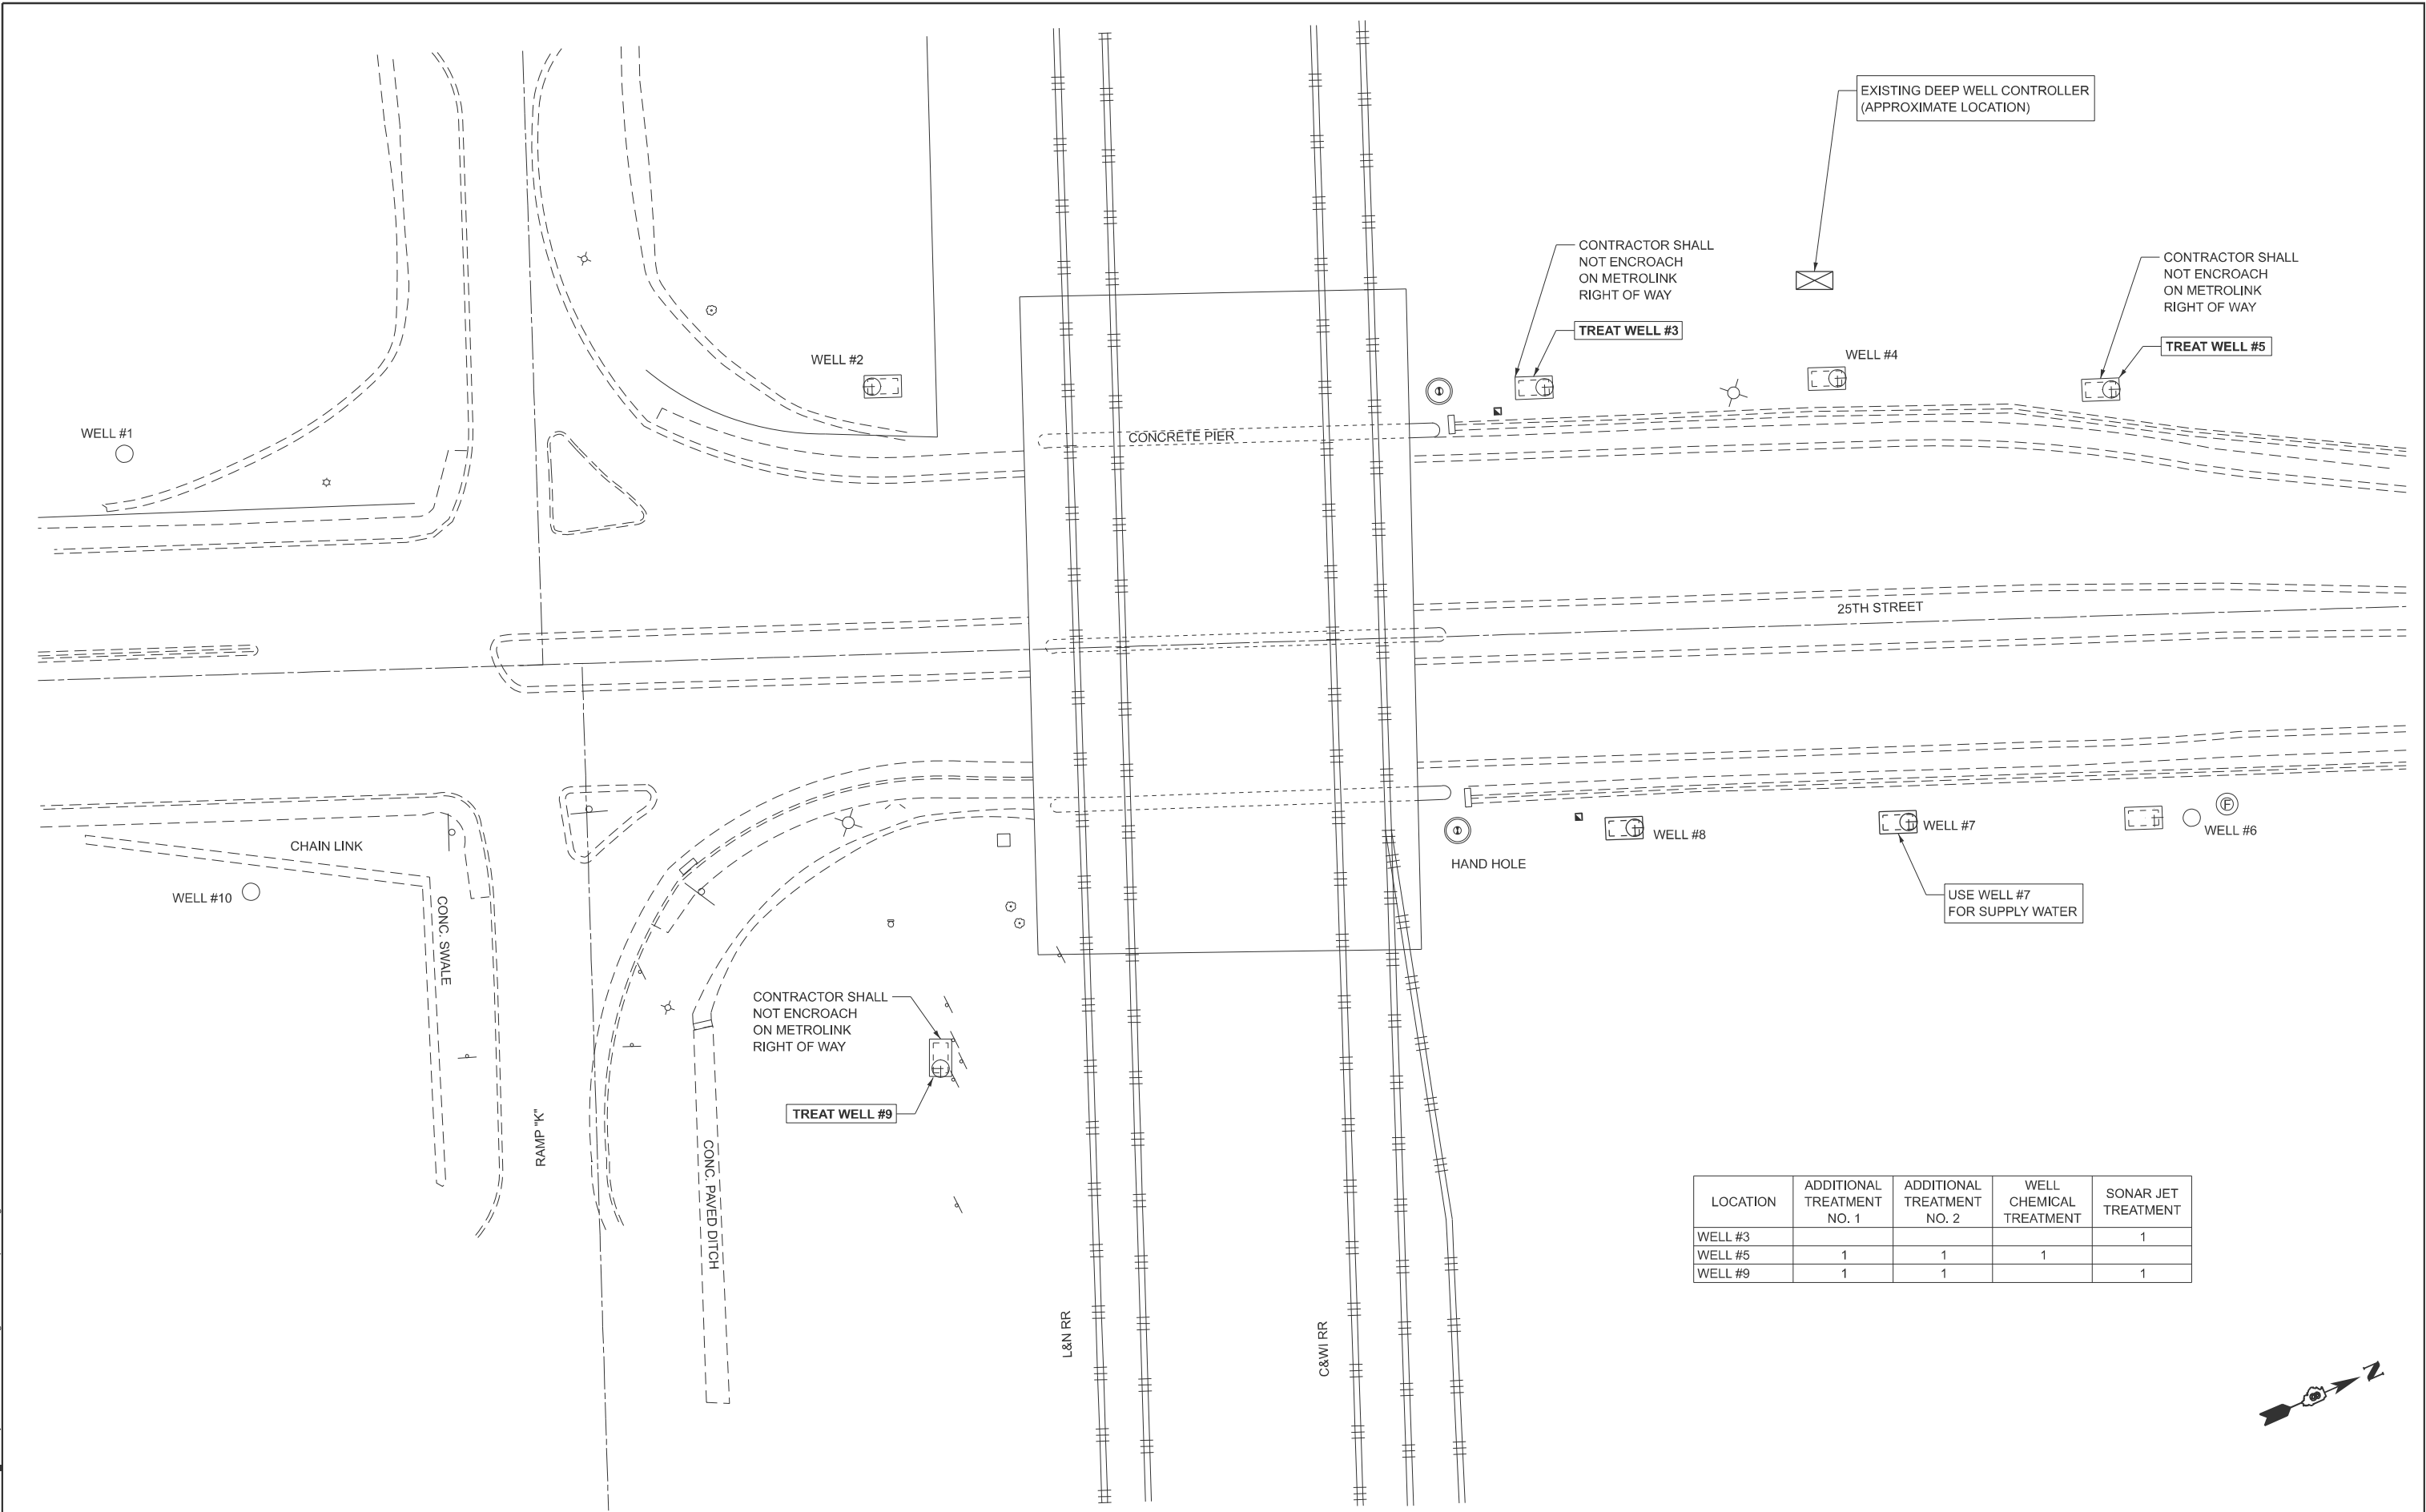 EXISTING DEEP WELL CONTROLLER
(APPROXIMATE LOCATION)
CONTRACTOR SHALL
NOT ENCROACH
ON METROLINK
RIGHT OF WAY
TREAT WELL #3
CONTRACTOR SHALL
NOT ENCROACH
ON METROLINK
RIGHT OF WAY
TREAT WELL #5
WELL #2
WELL #4
WELL #1
CONCRETE PIER
25TH STREET
CHAIN LINK
WELL #10
CONC. SWALE
HAND HOLE
WELL #8
WELL #7
WELL #6
F
USE WELL #7
FOR SUPPLY WATER
CONTRACTOR SHALL
NOT ENCROACH
ON METROLINK
RIGHT OF WAY
TREAT WELL #9
RAMP "K"
CONC. PAVED DITCH
L&N RR
C&WI RR
LOCATION ADDITIONAL TREATMENT NO. 1 ADDITIONAL TREATMENT NO. 2 WELL CHEMICAL TREATMENT SONAR JET TREATMENT
WELL #3 1
WELL #5 1 1 1
WELL #9 1 1 1
N